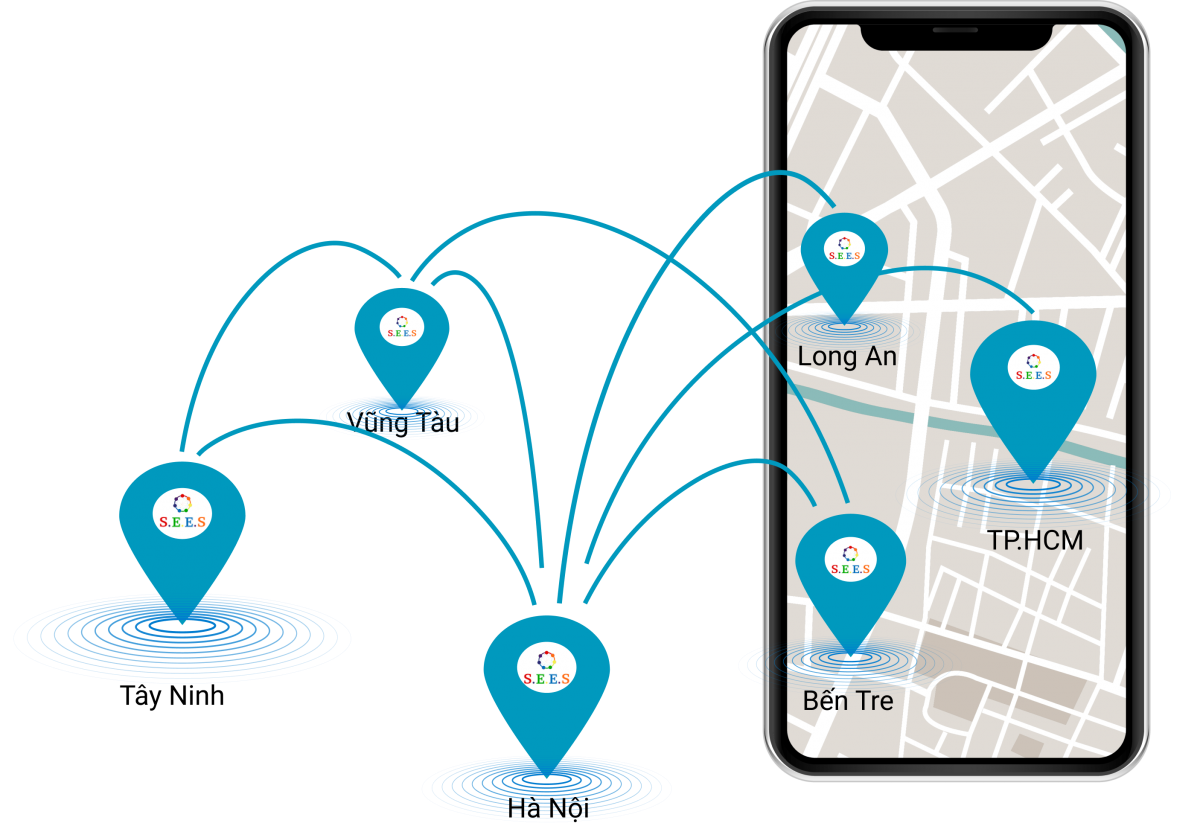 S.E.E.S
Long An
S.E.E.S
Vũng Tàu
S.E.E.S
TP.HCM
S.E.E.S
Tây Ninh
S.E.E.S
Bến Tre
S.E.E.S
Hà Nội